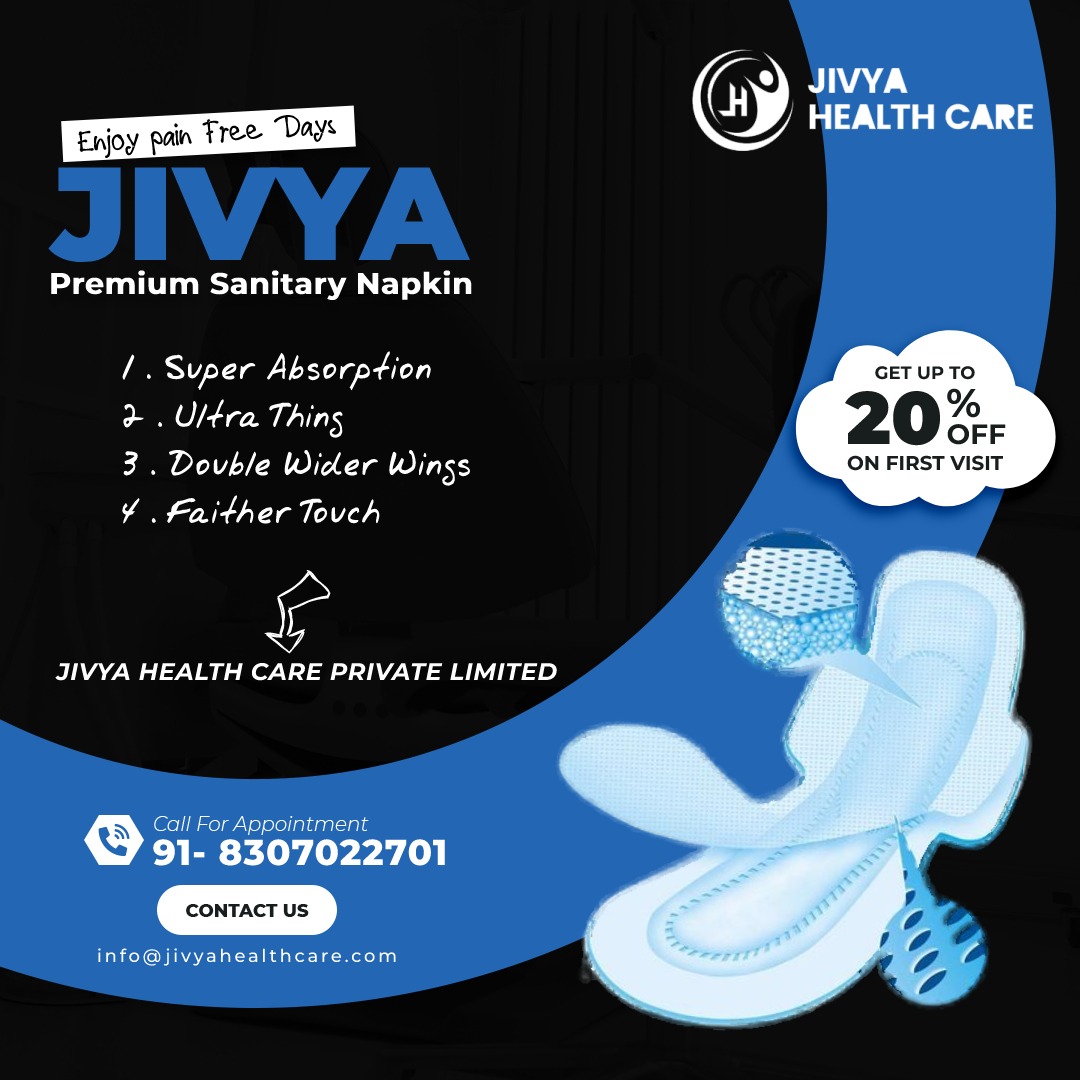 JIVYA
HEALTH CARE
Enjoy pain Free Days
JIVYA
Premium Sanitary Napkin
1 . Super Absorption
2 . Ultra Thing
3 . Double Wider Wings
4 . Faither Touch
GET UP TO
20% OFF
ON FIRST VISIT
JIVYA HEALTH CARE PRIVATE LIMITED
Call For Appointment
91- 8307022701
CONTACT US
info@jivyahealthcare.com